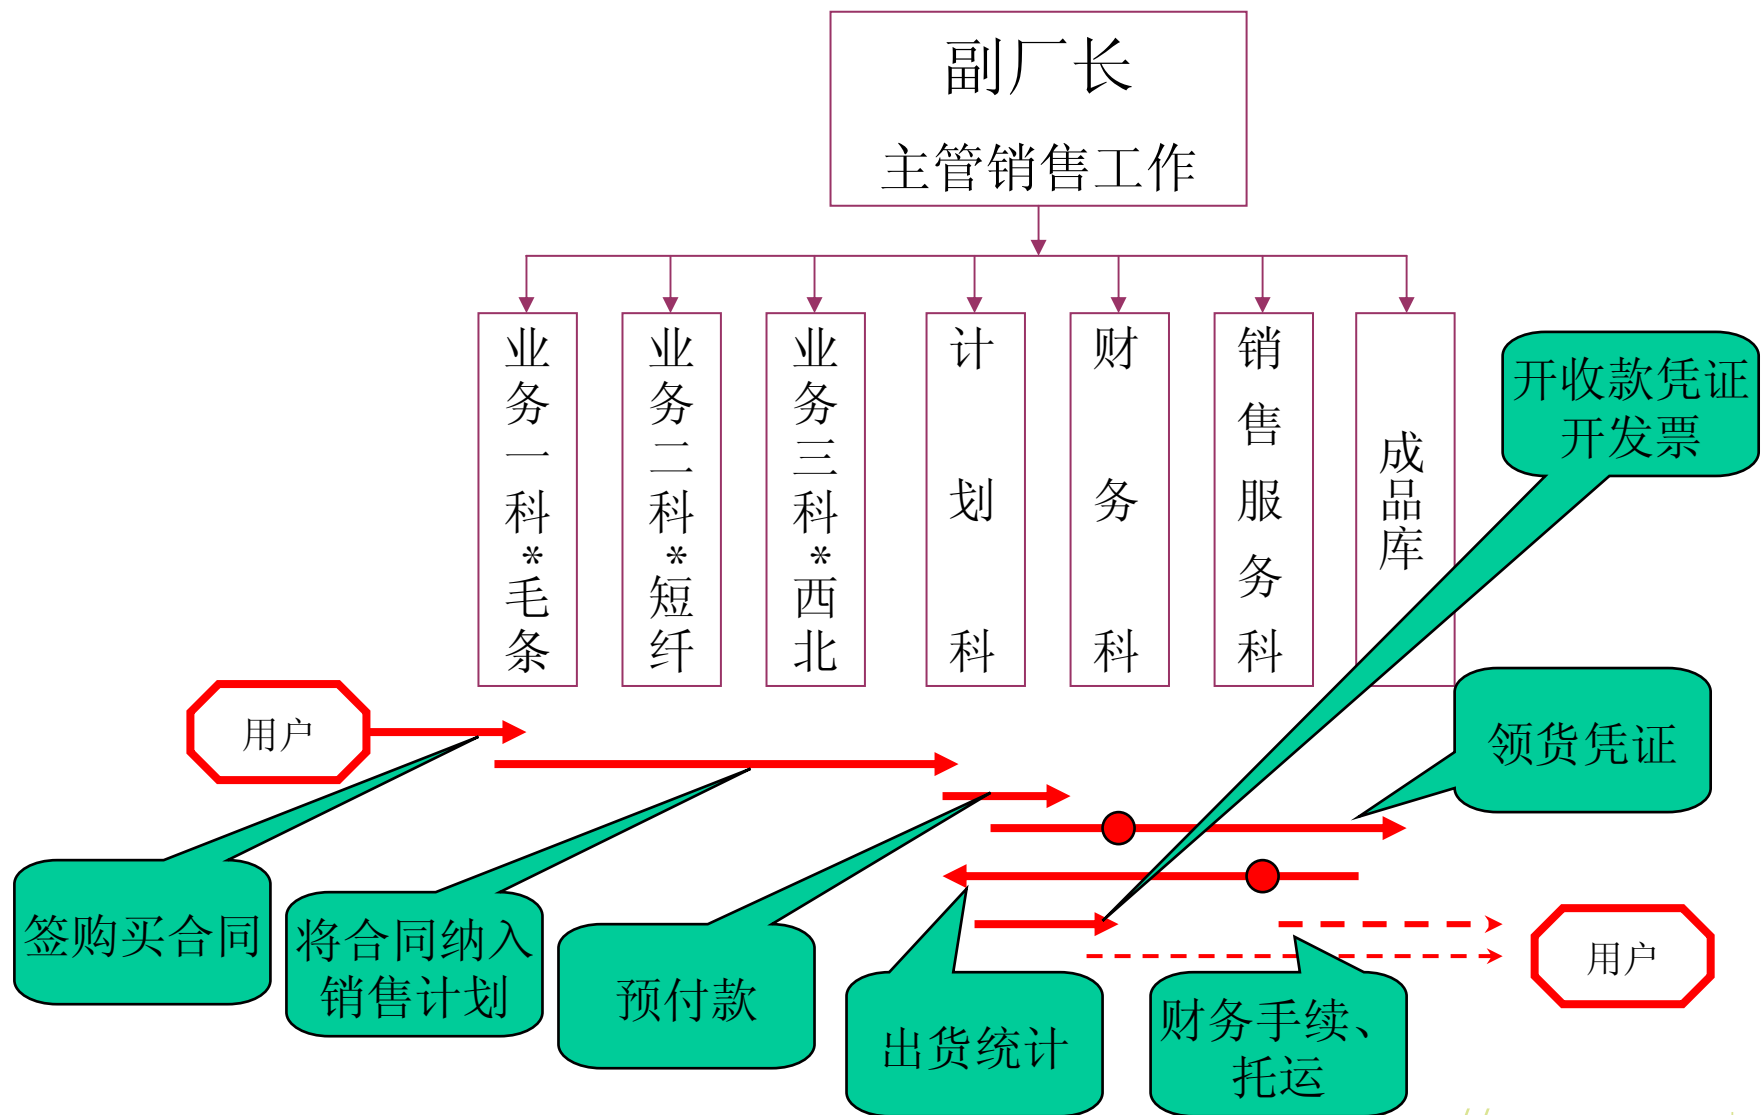 副厂长
主管销售工作
业务一科*毛条
业务二科*短纤
业务三科*西北
计划科
财务科
销售服务科
成品库
开收款凭证
开发票
用户
领货凭证
签购买合同
将合同纳入
销售计划
预付款
出货统计
财务手续、
托运
用户